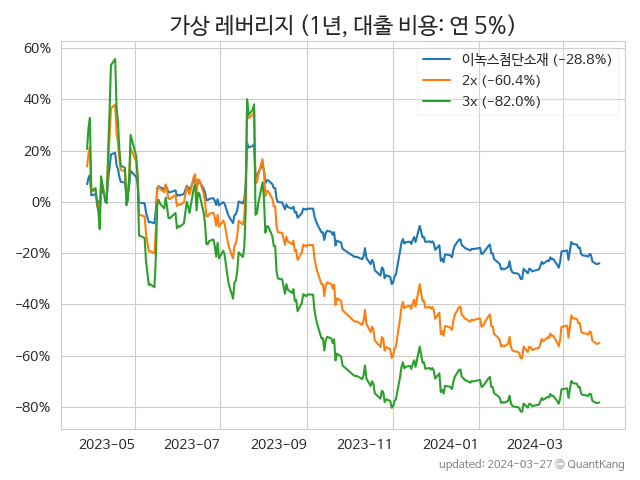 가상 레버리지 (1년, 대출 비용: 연 5%)
이녹스첨단소재 (−28.8%)
2x (−60.4%)
3x (−82.0%)
60%
40%
20%
0%
−20%
−40%
−60%
−80%
2023-05 2023-07 2023-09 2023-11 2024-01 2024-03
updated: 2024-03-27 © QuantKang